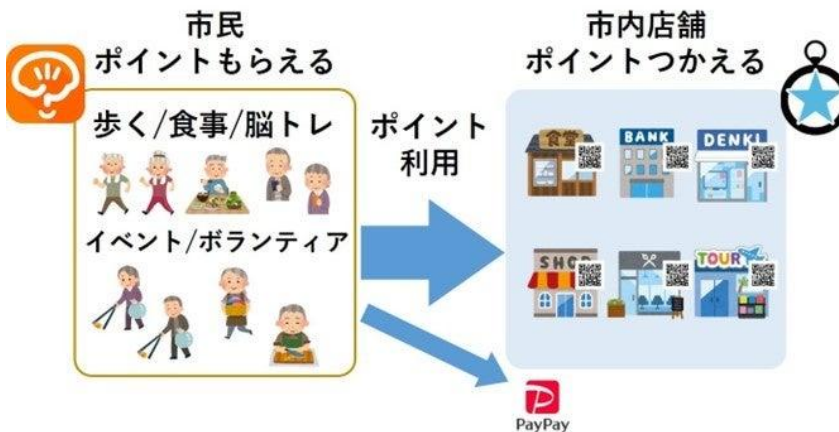 市民
ポイントもらえる
歩く/食事/脳トレ
イベント/ボランティア
ポイント
利用
市内店舗
ポイントつかえる
食堂
BANK
DENKI
SHOP
TOUR
PayPay